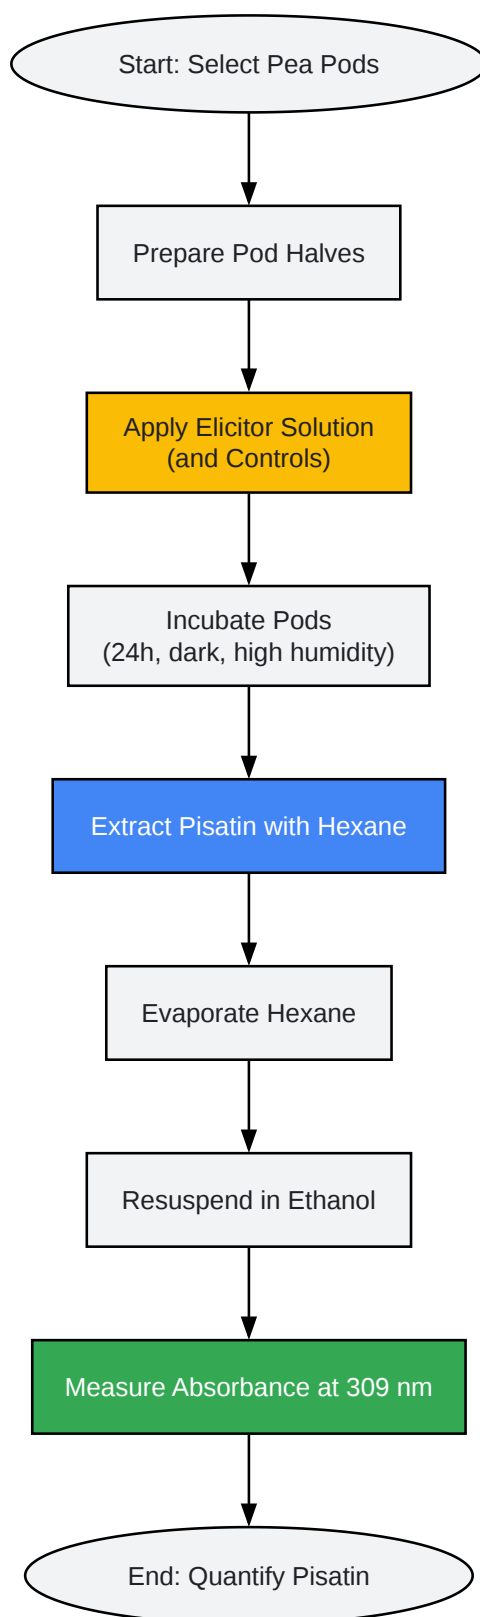 Start: Select Pea Pods
Prepare Pod Halves
Apply Elicitor Solution
(and Controls)
Incubate Pods
(24h, dark, high humidity)
Extract Pisatin with Hexane
Evaporate Hexane
Resuspend in Ethanol
Measure Absorbance at 309 nm
End: Quantify Pisatin